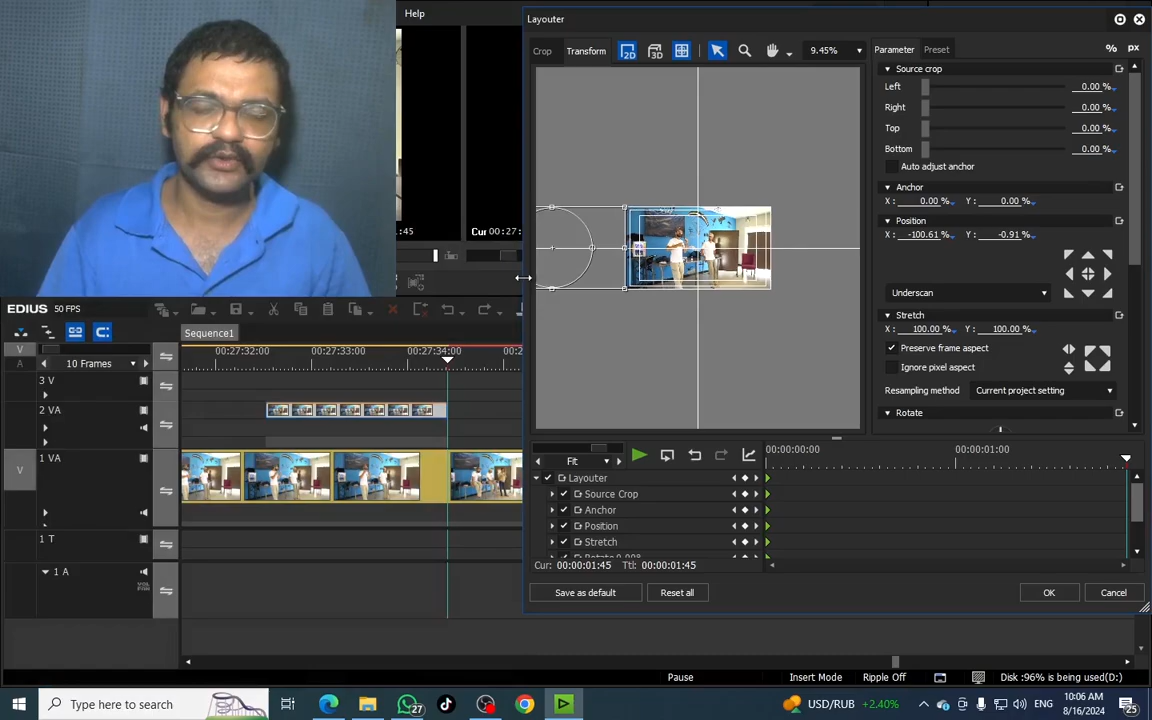 Help
Layouter
Crop Transform 2D 3D 9.45%
Parameter Preset % px
Source crop
Left 0.00 %
Right 0.00 %
Top 0.00 %
Bottom 0.00 %
Auto adjust anchor
Anchor
X : 0.00 % Y : 0.00 %
Position
X : -100.61 % Y : -0.91 %
Underscan
Stretch
X : 100.00 % Y : 100.00 %
Preserve frame aspect
Ignore pixel aspect
Resampling method Current project setting
Rotate
:45 Cur 00:27:
EDIUS 50 FPS
Sequence1
V
A
10 Frames
00:27:32:00 00:27:33:00 00:27:34:00
3 V
2 VA
1 VA
V
1 T
1 A
Fit
00:00:00:00 00:00:01:00
Layouter
Source Crop
Anchor
Position
Stretch
Cur: 00:00:01:45 Ttl: 00:00:01:45
Save as default Reset all OK Cancel
Pause Insert Mode Ripple Off Disk :96% is being used(D:)
Type here to search
27
USD/RUB +2.40%
ENG
10:06 AM
8/16/2024
25